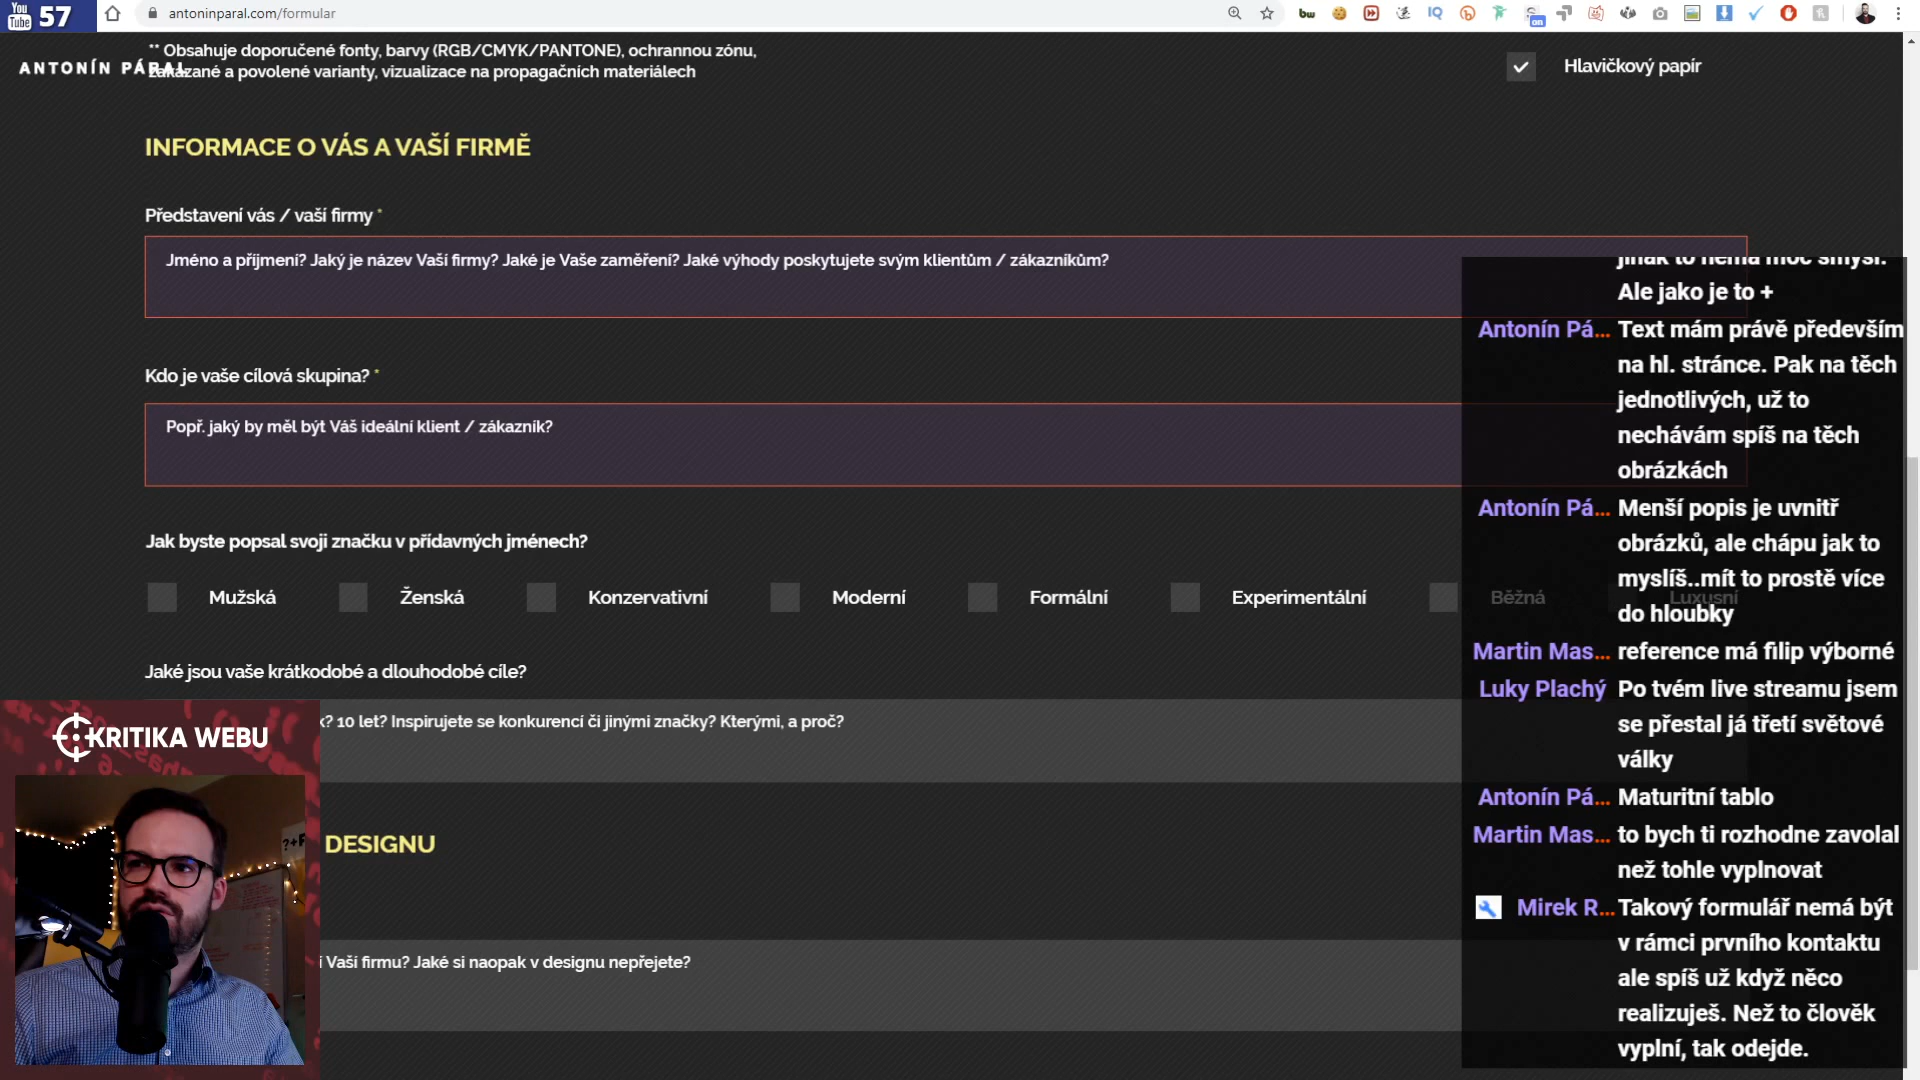 You
Tube 57
antoninparal.com/formular
** Obsahuje doporučené fonty, barvy (RGB/CMYK/PANTONE), ochrannou zónu,
zakázané a povolené varianty, vizualizace na propagačních materiálech
ANTONÍN PÁRAL
Hlavičkový papír
INFORMACE O VÁS A VAŠÍ FIRMĚ
Představení vás / vaší firmy *
Jméno a příjmení? Jaký je název Vaší firmy? Jaké je Vaše zaměření? Jaké výhody poskytujete svým klientům / zákazníkům?
Kdo je vaše cílová skupina? *
Popř. jaký by měl být Váš ideální klient / zákazník?
Jak byste popsal svoji značku v přídavných jménech?
Mužská Ženská Konzervativní Moderní Formální Experimentální Běžná Luxusní
Jaké jsou vaše krátkodobé a dlouhodobé cíle?
? 10 let? Inspirujete se konkurencí či jinými značky? Kterými, a proč?
DESIGNU
Vaší firmu? Jaké si naopak v designu nepřejete?
KRITIKA WEBU
jinak to nemá moc smysl.
Ale jako je to +
Antonín Pá... Text mám právě především
na hl. stránce. Pak na těch
jednotlivých, už to
nechávám spíš na těch
obrázkách
Antonín Pá... Menší popis je uvnitř
obrázků, ale chápu jak to
myslíš..mít to prostě více
do hloubky
Martin Mas... reference má filip výborné
Luky Plachý Po tvém live streamu jsem
se přestal já třetí světové
války
Antonín Pá... Maturitní tablo
Martin Mas... to bych ti rozhodne zavolal
než tohle vyplnovat
Mirek R... Takový formulář nemá být
v rámci prvního kontaktu
ale spíš už když něco
realizuješ. Než to člověk
vyplní, tak odejde.